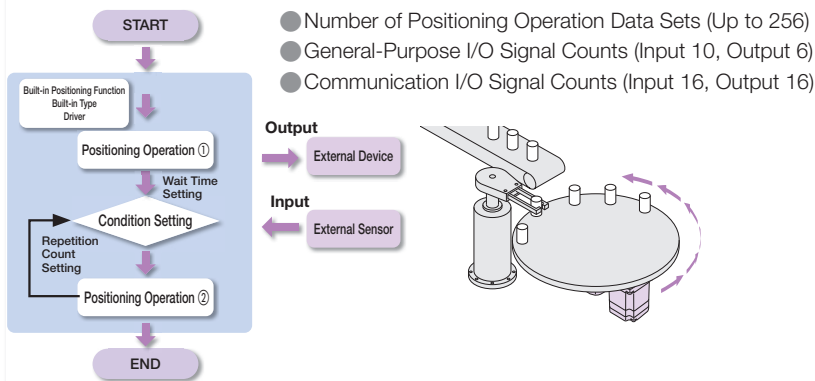 START
Built-in Positioning Function
Built-in Type
Driver
Positioning Operation ①
Wait Time
Setting
Condition Setting
Repetition
Count
Setting
Positioning Operation ②
END
Output
External Device
Input
External Sensor
●Number of Positioning Operation Data Sets (Up to 256)
●General-Purpose I/O Signal Counts (Input 10, Output 6)
●Communication I/O Signal Counts (Input 16, Output 16)